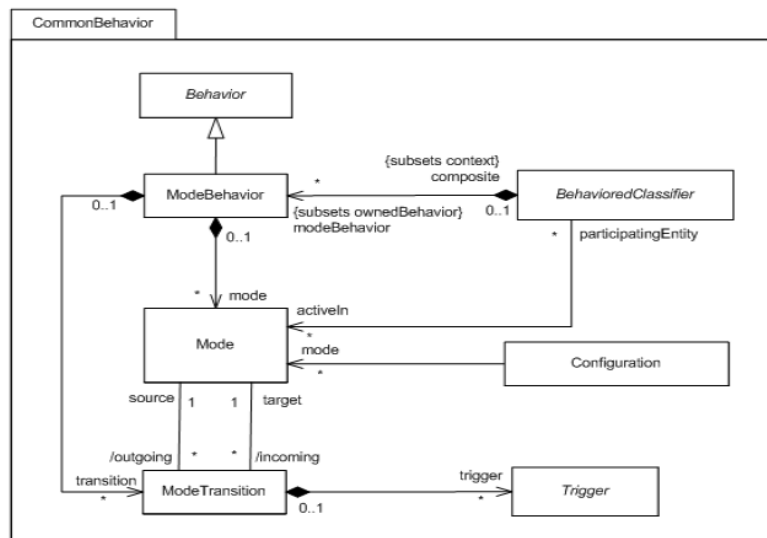 CommonBehavior
Behavior
{subsets context}
composite
*
ModeBehavior
BehavioredClassifier
0..1
0..1
{subsets ownedBehavior}
modeBehavior
0..1
*
participatingEntity
*
mode
activeIn
*
Mode
mode
*
Configuration
source
1
1
target
/outgoing
*
*
/incoming
transition
*
ModeTransition
0..1
trigger
*
Trigger